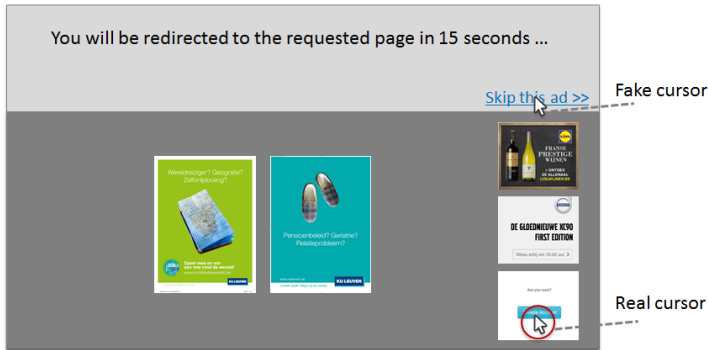 You will be redirected to the requested page in 15 seconds …
Skip this ad >>
Fake cursor
Wereldreiziger? Geografie?
Zelfontplooiing?
KU LEUVEN
Pensioenbeleid? Geriatrie?
Relatieprobleem?
KU LEUVEN
LIDL
FRANSE
PRESTIGE
WIJNEN
DE GLOEDNIEUWE XC90
FIRST EDITION
Are you sure?
Real cursor